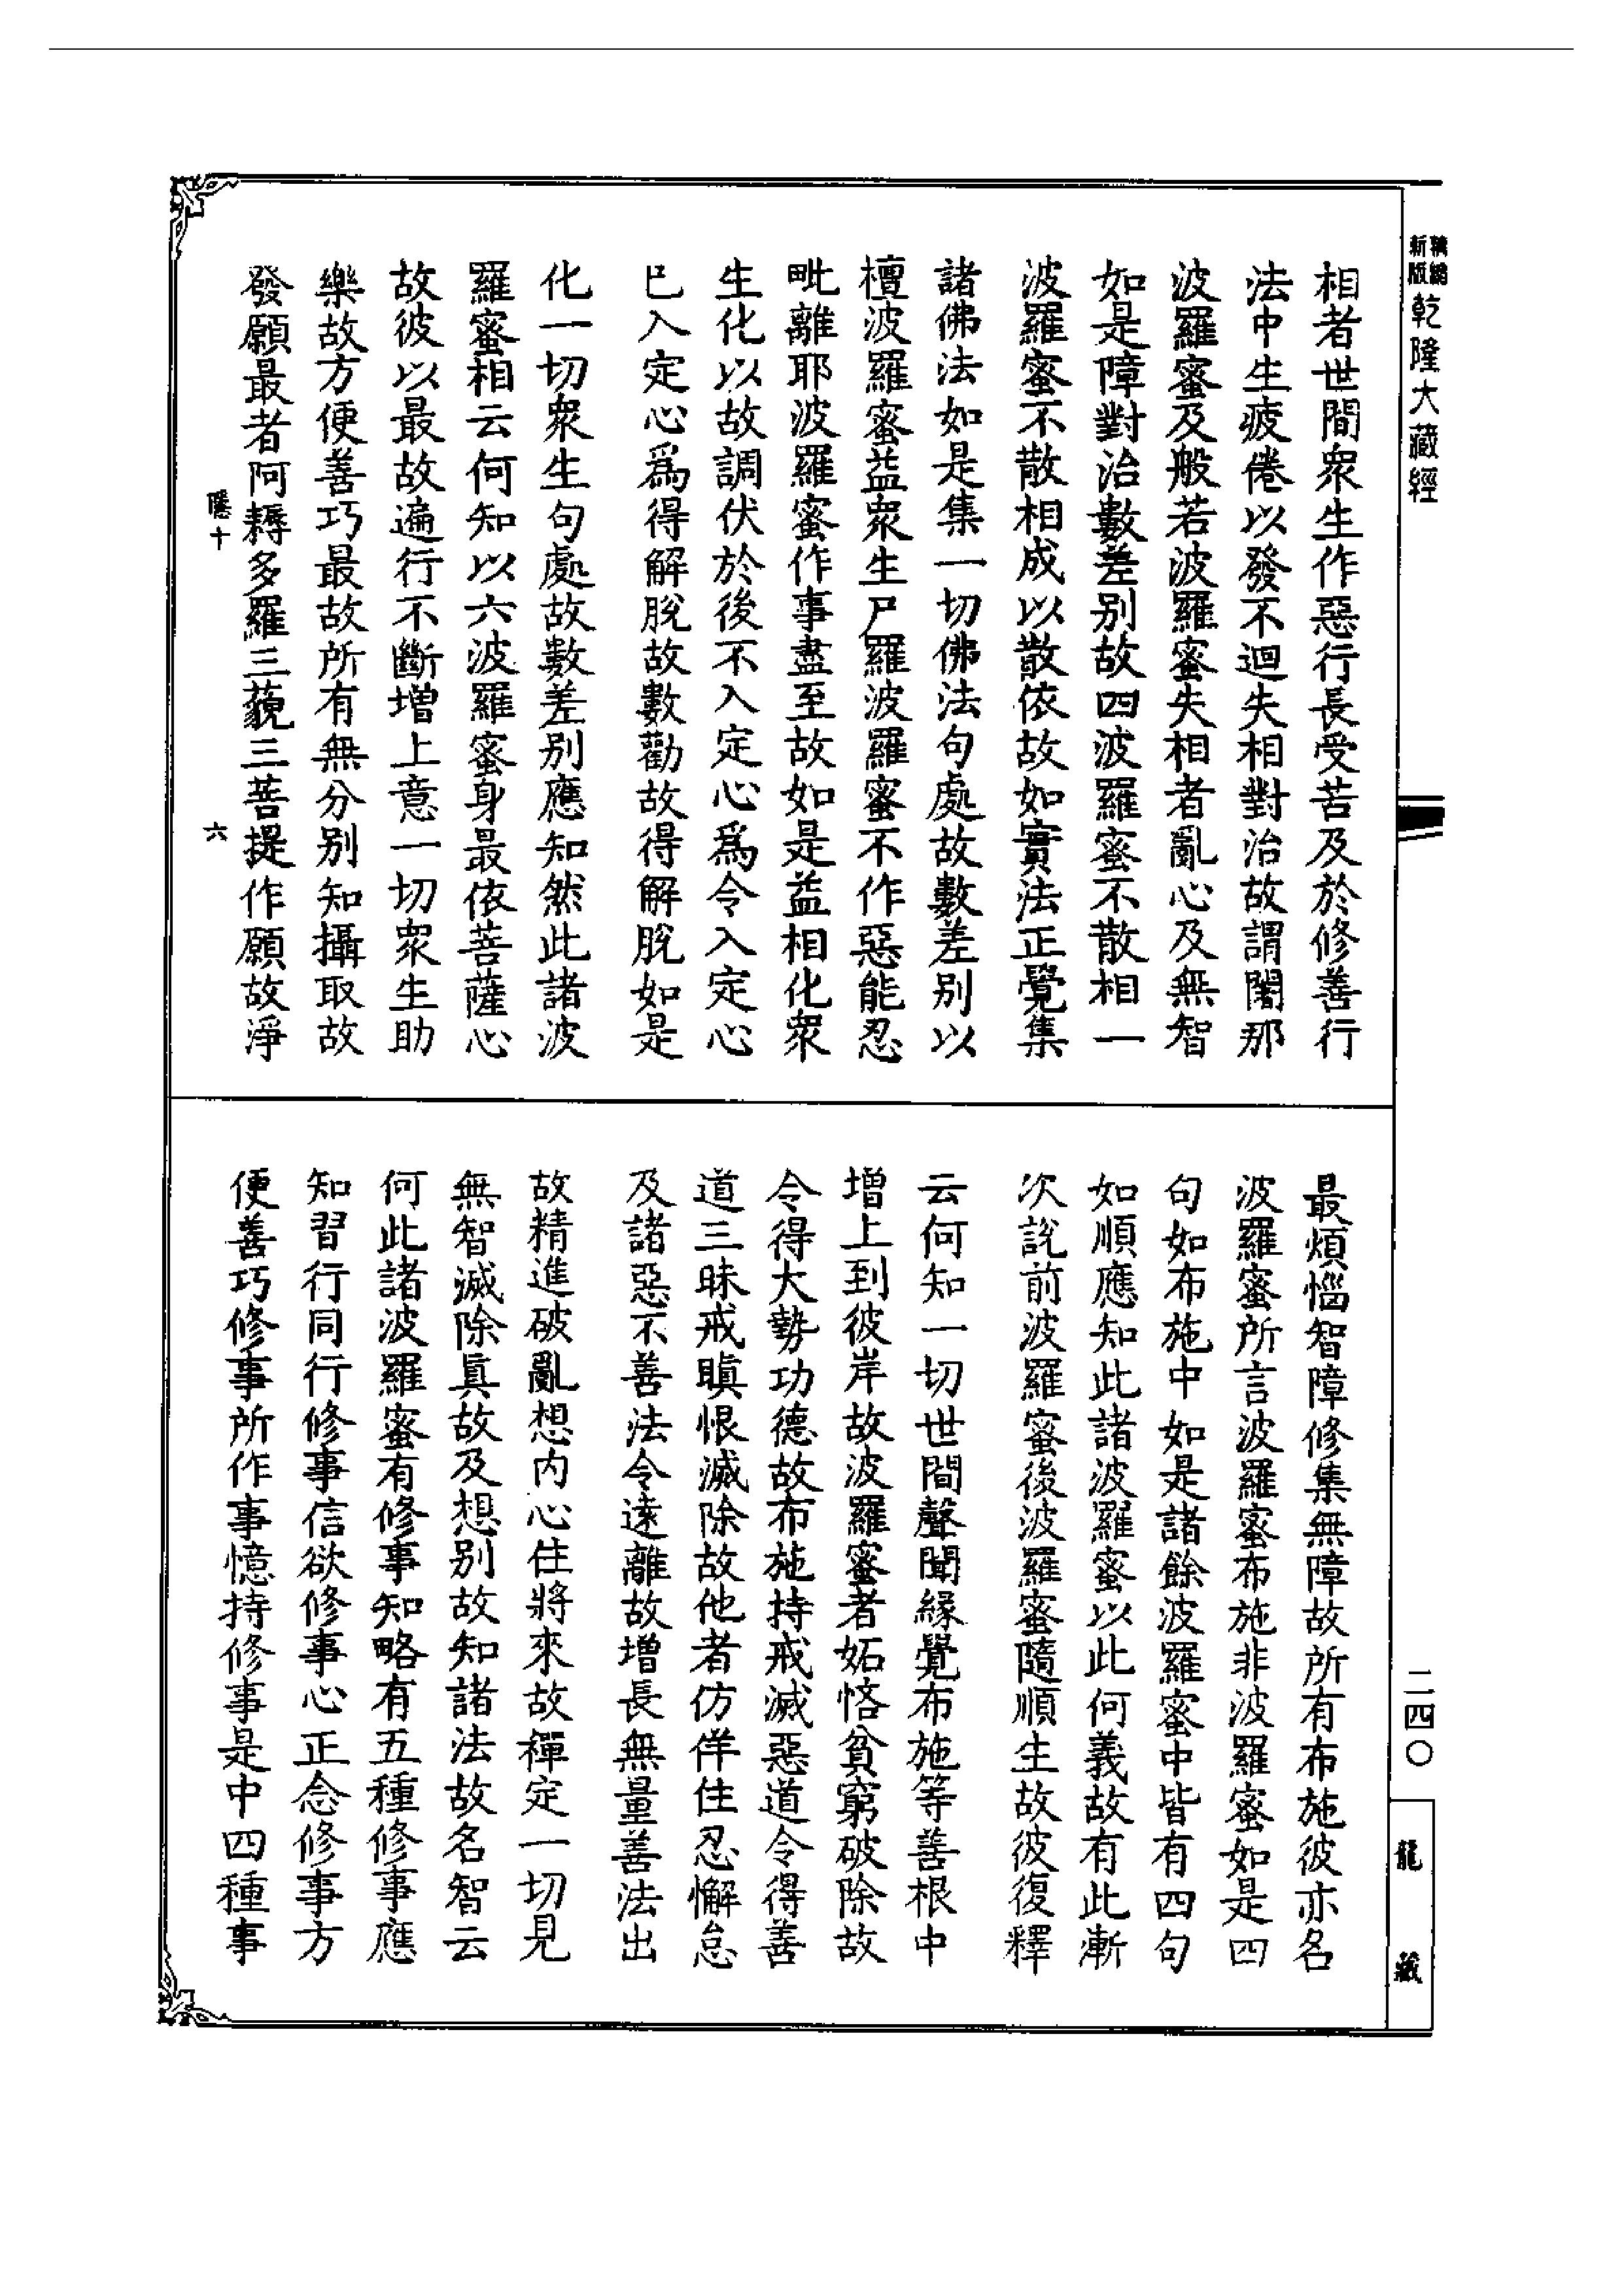 精編新版
乾隆大藏經
相者世間衆生作惡行長受苦及於修善行
法中生疲倦以發不迴失相對治故謂闍那
波羅蜜及般若波羅蜜失相者亂心及無智
如是障對治數差别故四波羅蜜不散相一
波羅蜜不散相成以散依故如實法正覺集
諸佛法如是集一切佛法句處故數差别以
檀波羅蜜益衆生尸羅波羅蜜不作惡能忍
毗離耶波羅蜜作事盡至故如是益相化衆
生化以故調伏於後不入定心爲令入定心
巳入定心爲得解脫故數勸故得解脫如是
化一切衆生句處故數差别應知然此諸波
羅蜜相云何知以六波羅蜜身最依菩薩心
故彼以最故遍行不斷增上意一切衆生助
樂故方便善巧最故所有無分别知攝取故
發願最者阿耨多羅三藐三菩提作願故淨
隱十
六
最煩惱智障修集無障故所有布施彼亦名
波羅蜜所言波羅蜜布施非波羅蜜如是四
句如布施中如是諸餘波羅蜜中皆有四句
如順應知此諸波羅蜜以此何義故有此漸
次說前波羅蜜後波羅蜜隨順生故彼復釋
云何知一切世間聲聞緣覺布施等善根中
增上到彼岸故波羅蜜者妬悋貧窮破除故
令得大勢功德故布施持戒滅惡道令得善
道三昧戒瞋恨滅除故他者仿佯住忍懈怠
及諸惡不善法令遠離故增長無量善法出
故精進破亂想内心住將來故禪定一切見
無智滅除眞故及想别故知諸法故名智云
何此諸波羅蜜有修事知略有五種修事應
知習行同行修事信欲修事心正念修事方
便善巧修事所作事憶持修事是中四種事
二四〇
龍藏